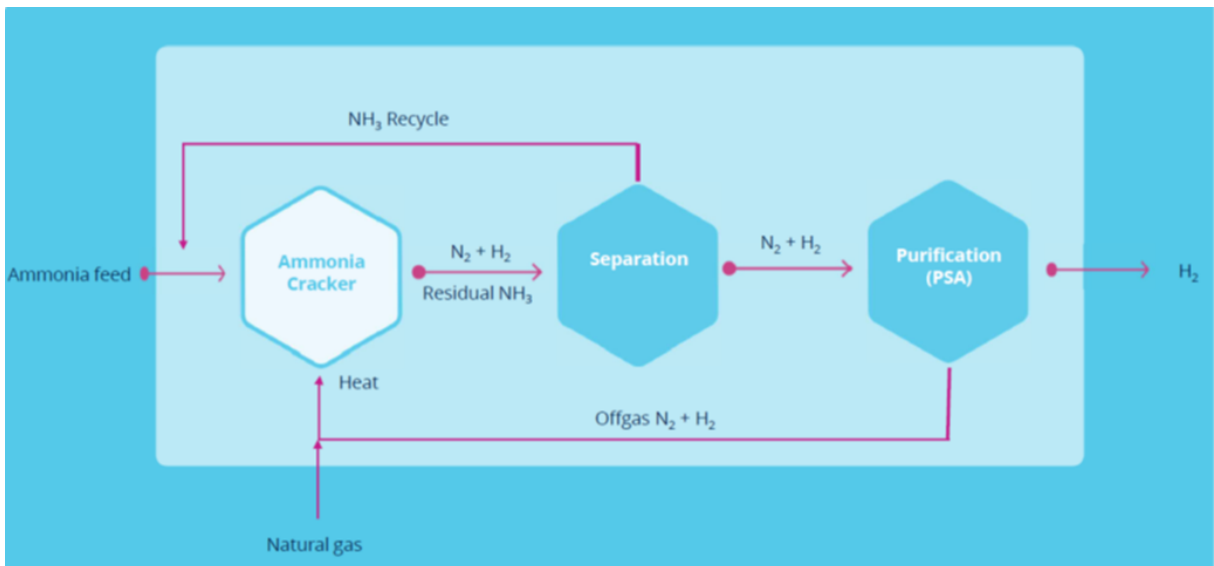 NH₃ Recycle
Ammonia feed
Ammonia
Cracker
N₂ + H₂
Residual NH₃
Separation
N₂ + H₂
Purification
(PSA)
H₂
Heat
Offgas N₂ + H₂
Natural gas